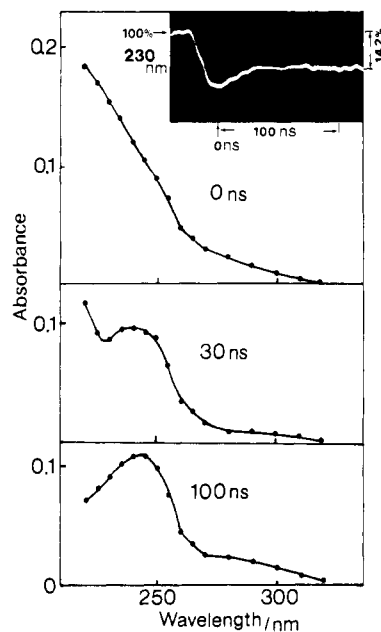 0.2
100%
230
nm
14.2%
0ns
100 ns
0.1
0 ns
Absorbance
0.1
30 ns
0.1
100 ns
0
250
300
Wavelength/nm